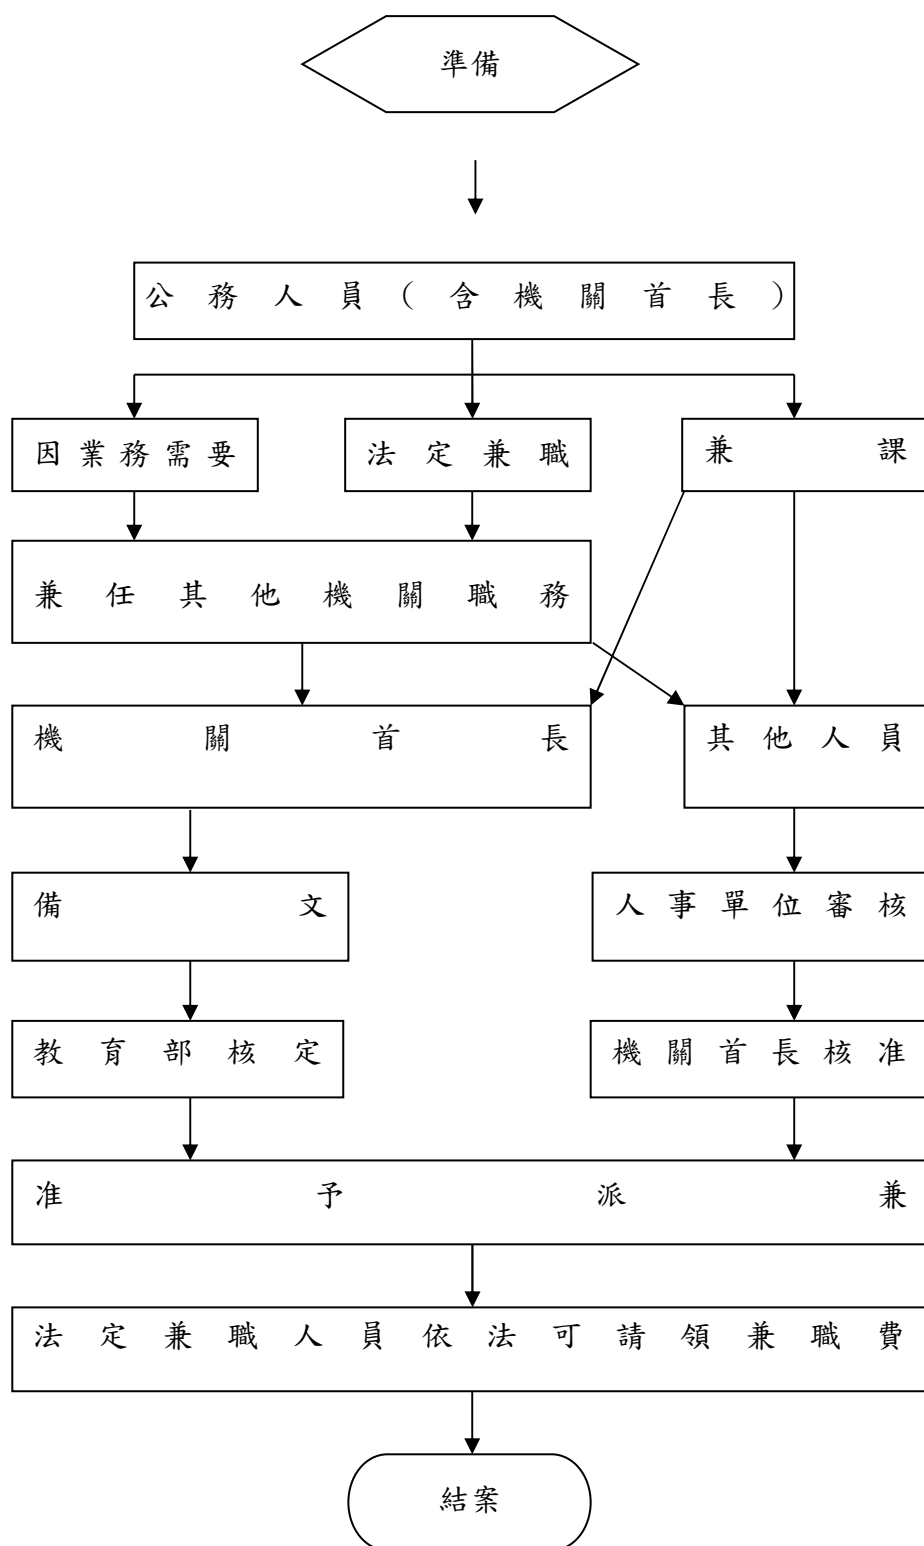 準備
公務人員(含機關首長)
因業務需要
法定兼職
兼課
兼任其他機關職務
機關首長
其他人員
備文
人事單位審核
教育部核定
機關首長核准
准予派兼
法定兼職人員依法可請領兼職費
結案